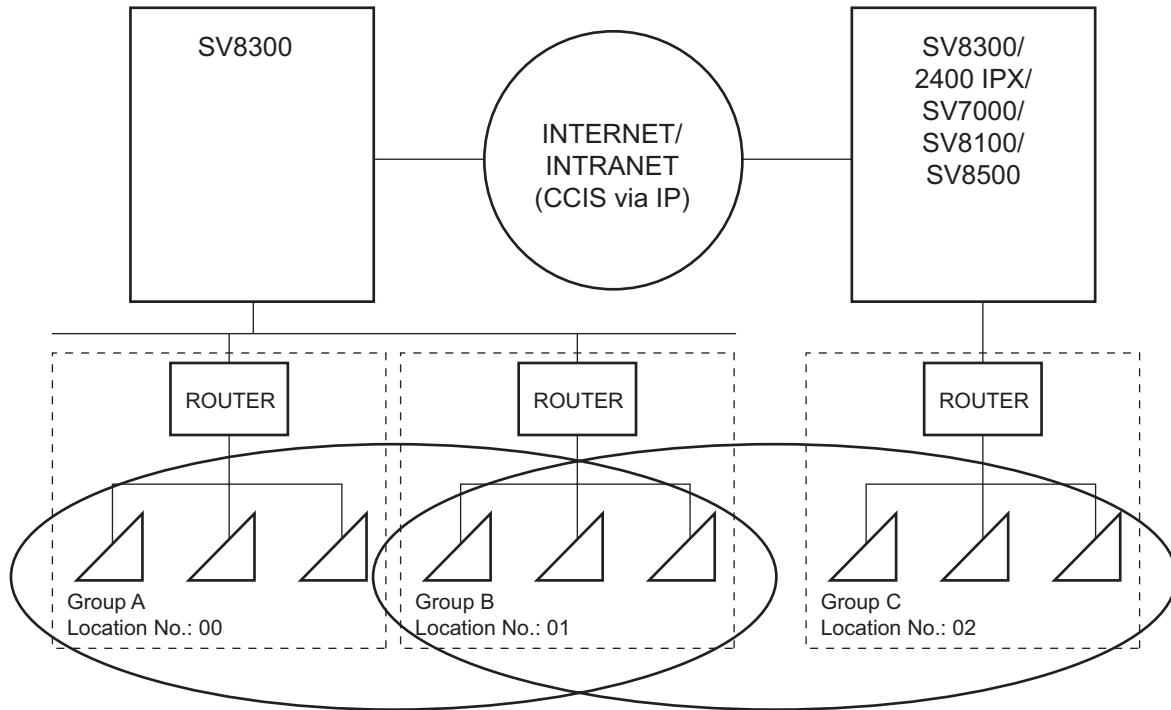 SV8300
INTERNET/
INTRANET
(CCIS via IP)
SV8300/
2400 IPX/
SV7000/
SV8100/
SV8500
ROUTER
ROUTER
ROUTER
Group A
Location No.: 00
Group B
Location No.: 01
Group C
Location No.: 02